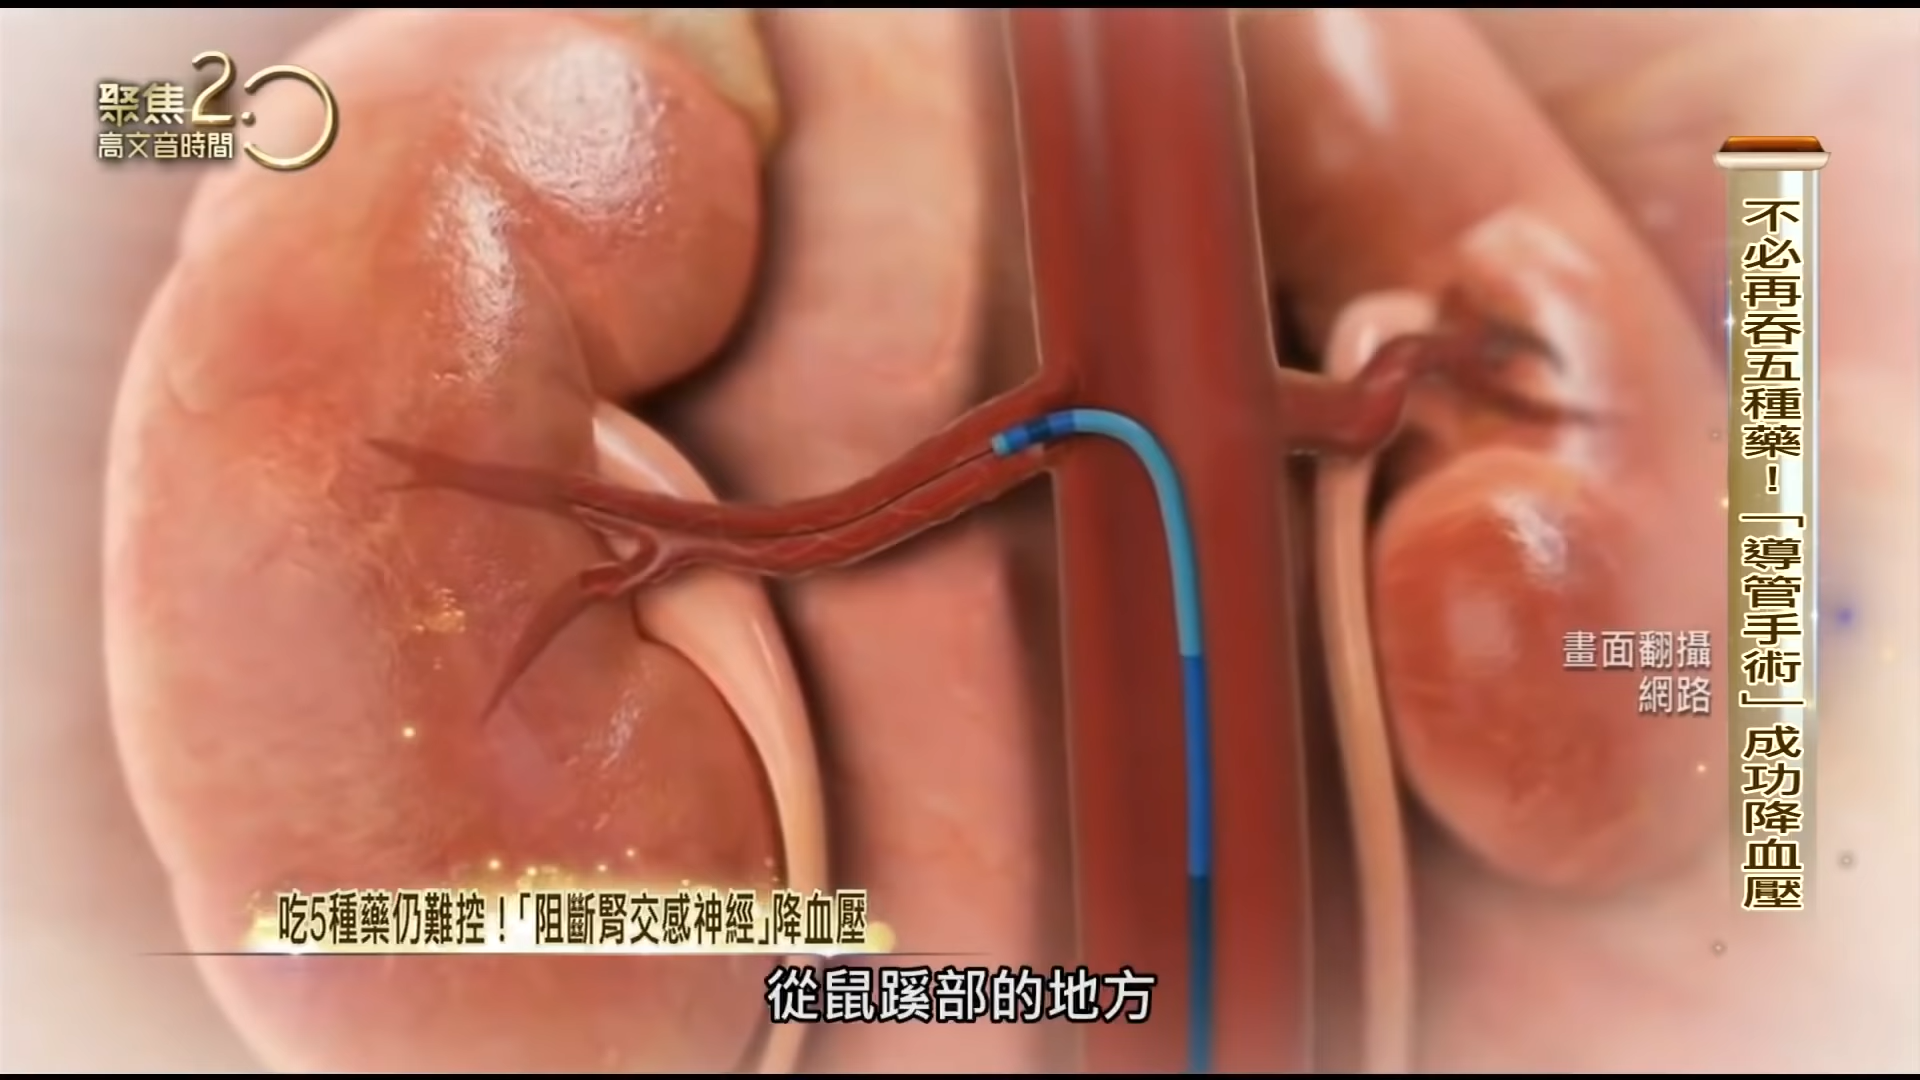 聚焦2.0
高文音時間
不必再吞五種藥！「導管手術」成功降血壓
畫面翻攝
網路
吃5種藥仍難控！「阻斷腎交感神經」降血壓
從鼠蹊部的地方